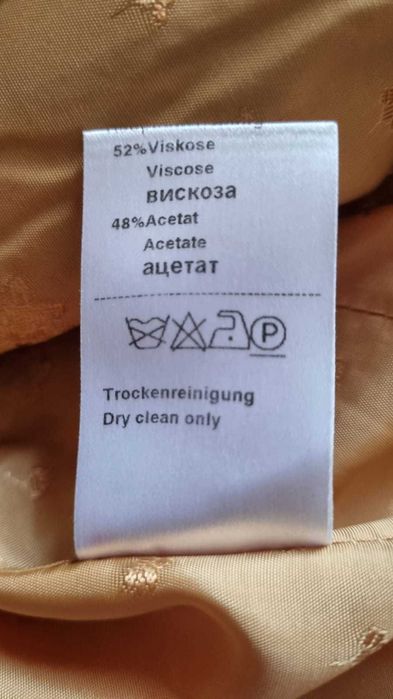 52%Viskose
Viscose
вискоза
48%Acetat
Acetate
ацетат
P
Trockenreinigung
Dry clean only